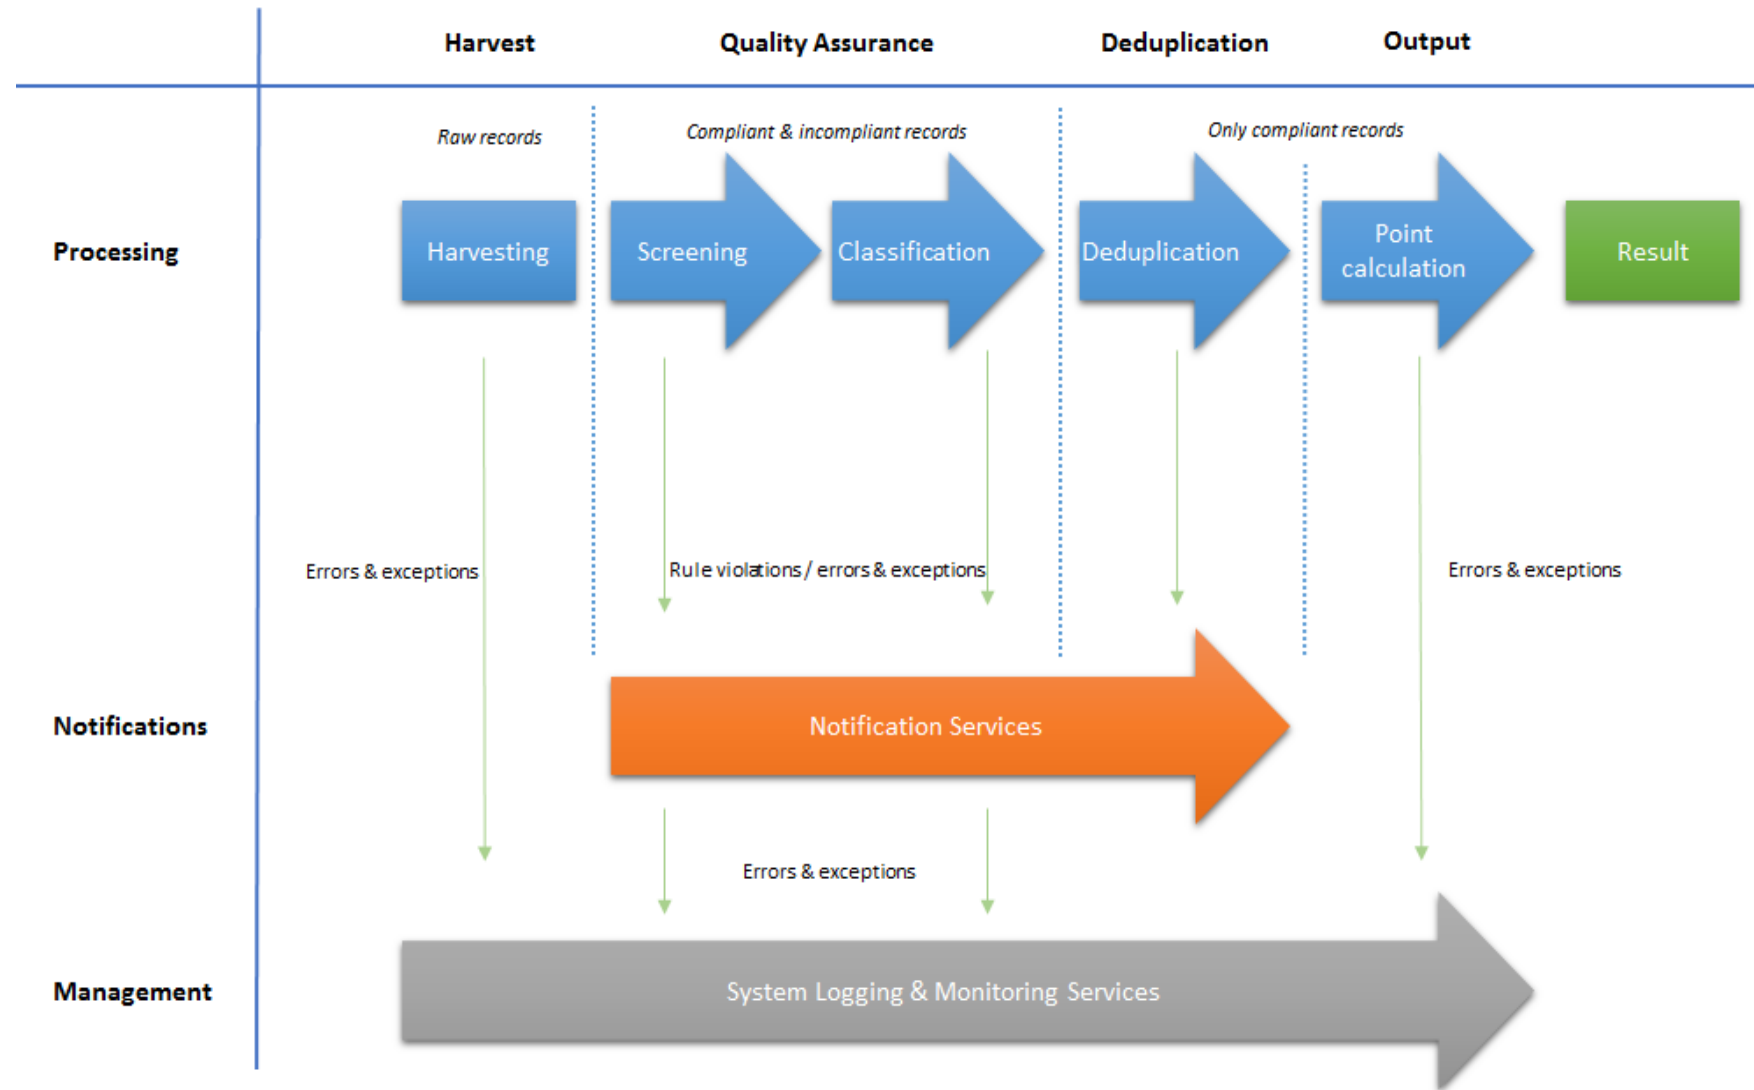 Harvest
Quality Assurance
Deduplication
Output
Raw records
Compliant & incompliant records
Only compliant records
Processing
Harvesting
Screening
Classification
Deduplication
Point
calculation
Result
Errors & exceptions
Rule violations / errors & exceptions
Errors & exceptions
Notifications
Notification Services
Errors & exceptions
Management
System Logging & Monitoring Services